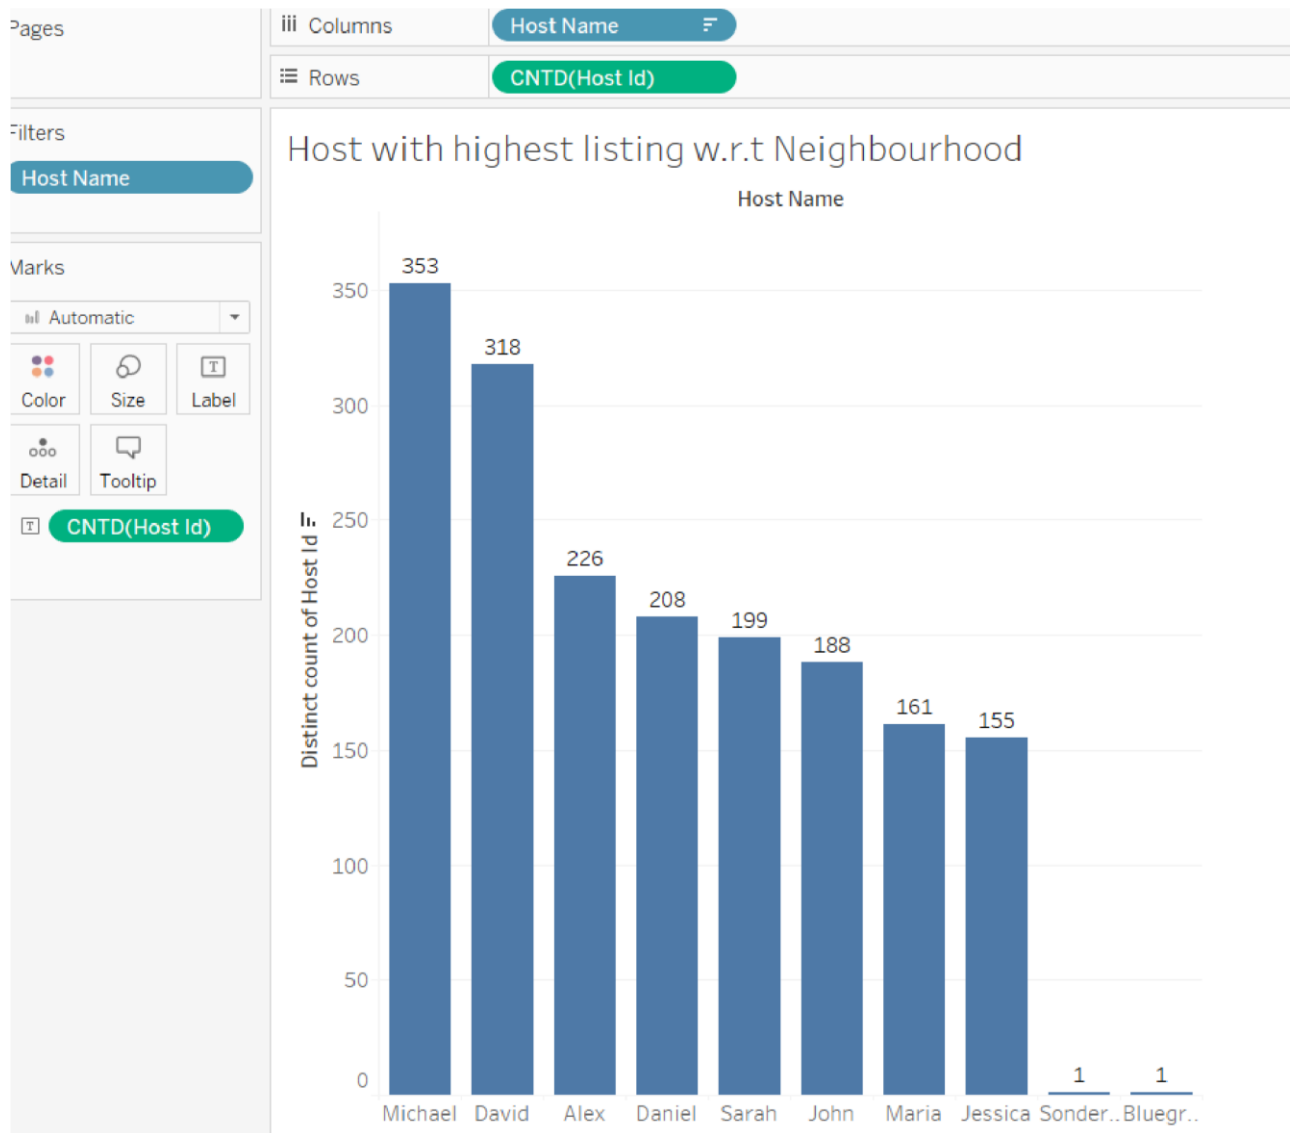 Pages
Columns
Host Name
Rows
CNTD(Host Id)
Filters
Host Name
Marks
Automatic
Color
Size
Label
Detail
Tooltip
CNTD(Host Id)
Host with highest listing w.r.t Neighbourhood
Host Name
Distinct count of Host Id
350
300
250
200
150
100
50
0
353
318
226
208
199
188
161
155
1
1
Michael David Alex Daniel Sarah John Maria Jessica Sonder.. Bluegr..